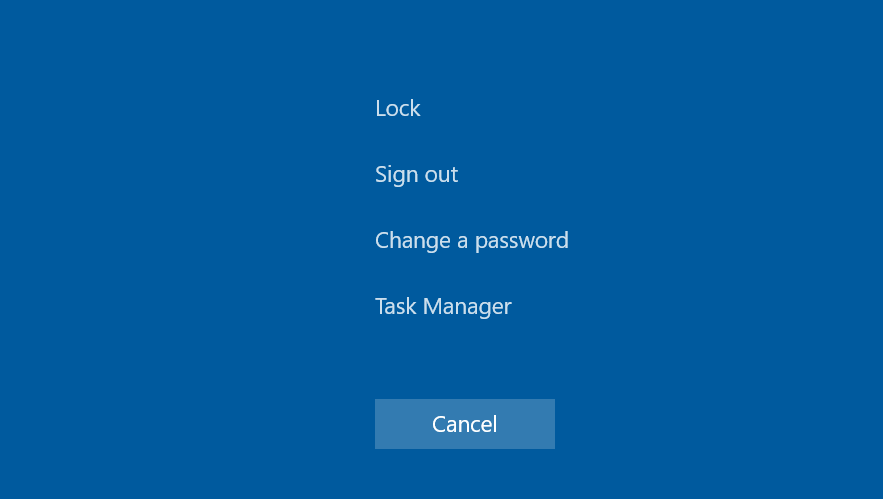 Lock
Sign out
Change a password
Task Manager
Cancel